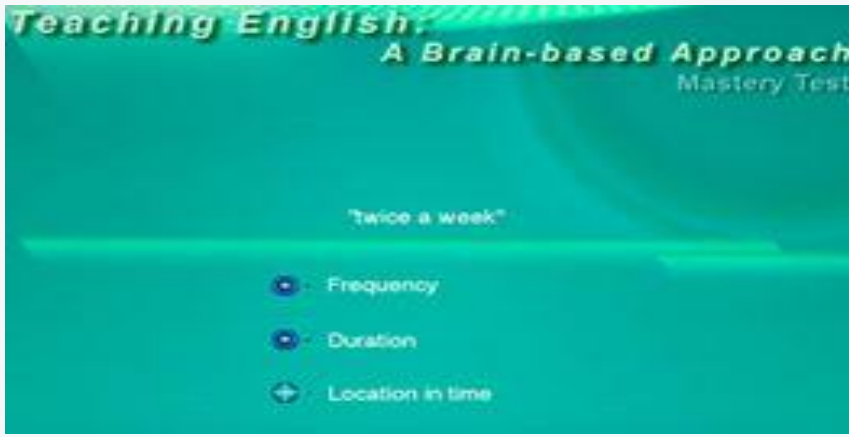 Teaching English:
A Brain-based Approach
Mastery Test
"twice a week"
Frequency
Duration
Location in time